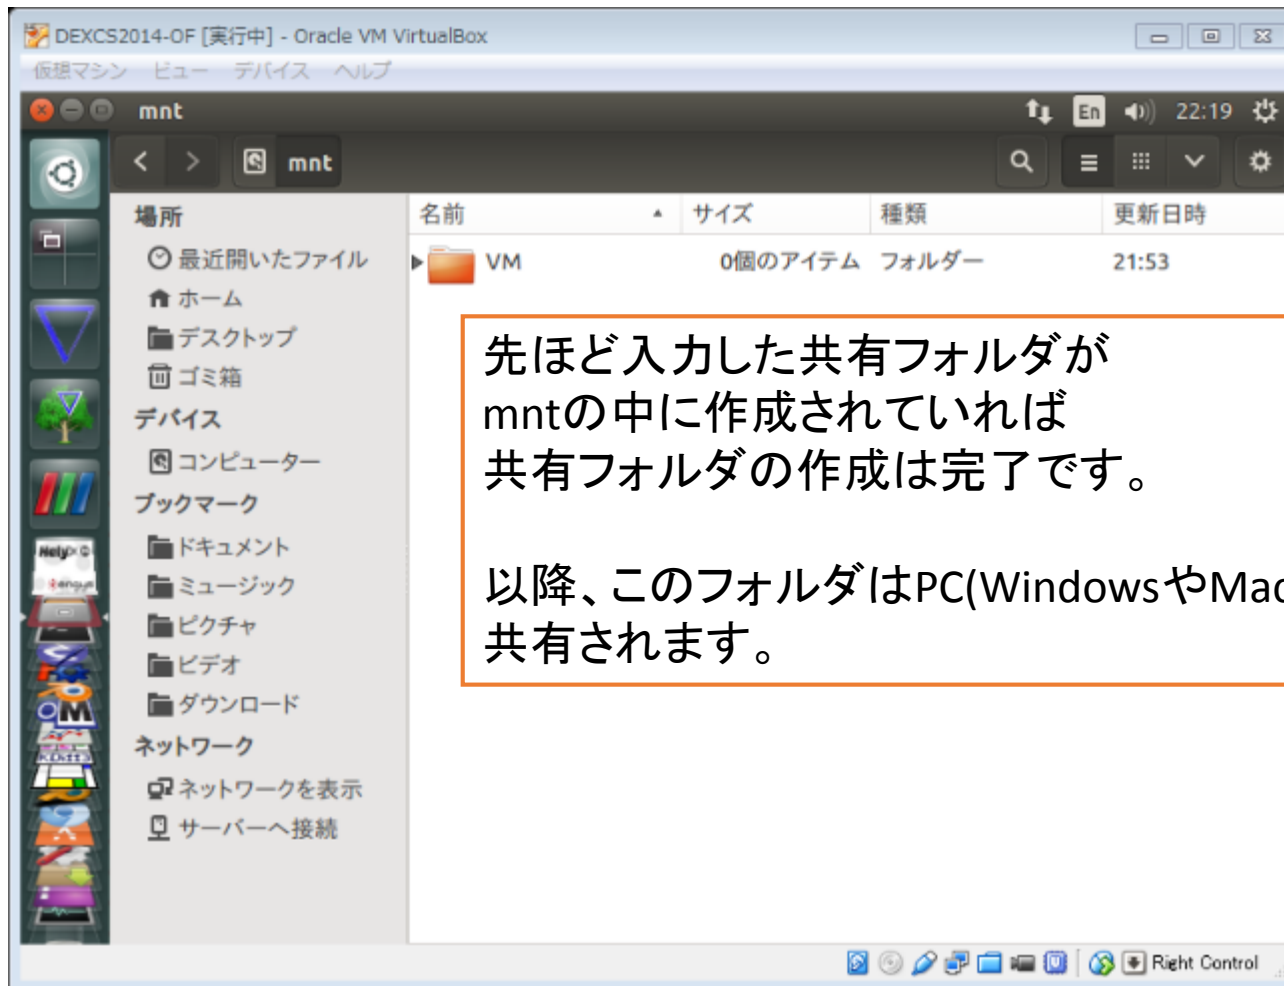 DEXCS2014-OF [実行中] - Oracle VM VirtualBox
仮想マシン ビュー デバイス ヘルプ
mnt
En
22:19
mnt
場所
最近開いたファイル
ホーム
デスクトップ
ゴミ箱
デバイス
コンピューター
ブックマーク
ドキュメント
ミュージック
ピクチャ
ビデオ
ダウンロード
ネットワーク
ネットワークを表示
サーバーへ接続
名前 サイズ 種類 更新日時
VM 0個のアイテム フォルダー 21:53
先ほど入力した共有フォルダが
mntの中に作成されていれば
共有フォルダの作成は完了です。
以降、このフォルダはPC(WindowsやMac
共有されます。
Right Control